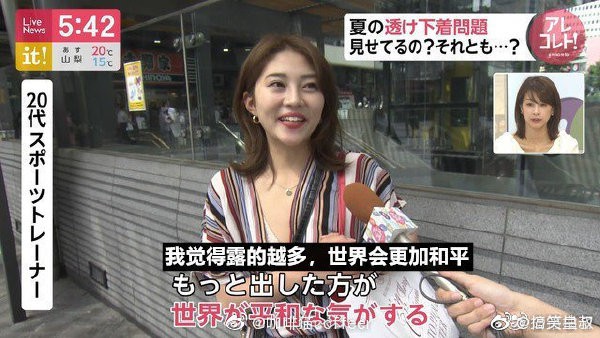 Live News
it!
5:42
あす
山梨
20℃
15℃
夏の透け下着問題
見せてるの?それとも…?
アレコレト!
20代 スポーツトレーナー
我觉得露的越多，世界会更加和平
もっと出した方が
世界が平和な気がする
@搞笑皇叔